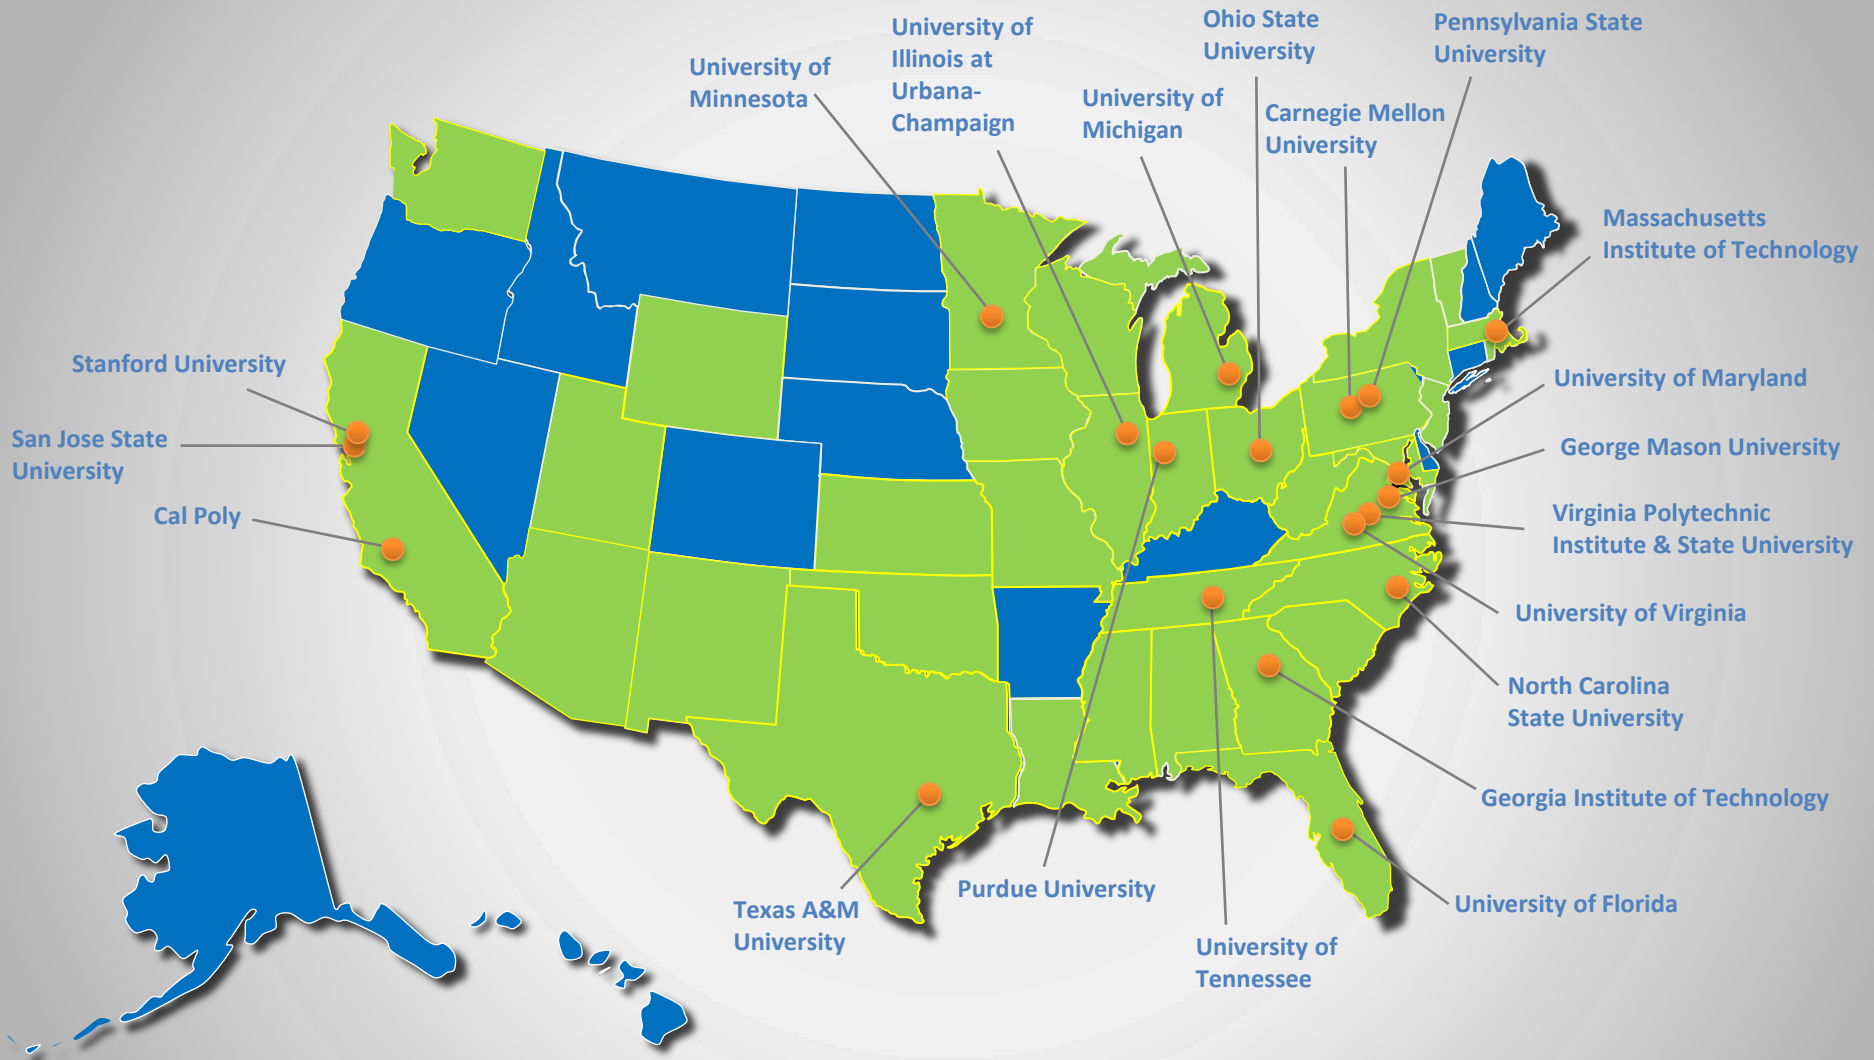 Ohio State
University
Pennsylvania State
University
University of
Illinois at
Urbana-
Champaign
University of
Minnesota
University of
Michigan
Carnegie Mellon
University
Massachusetts
Institute of Technology
Stanford University
University of Maryland
San Jose State
University
George Mason University
Cal Poly
Virginia Polytechnic
Institute & State University
University of Virginia
North Carolina
State University
Georgia Institute of Technology
Purdue University
Texas A&M
University
University of Florida
University of
Tennessee